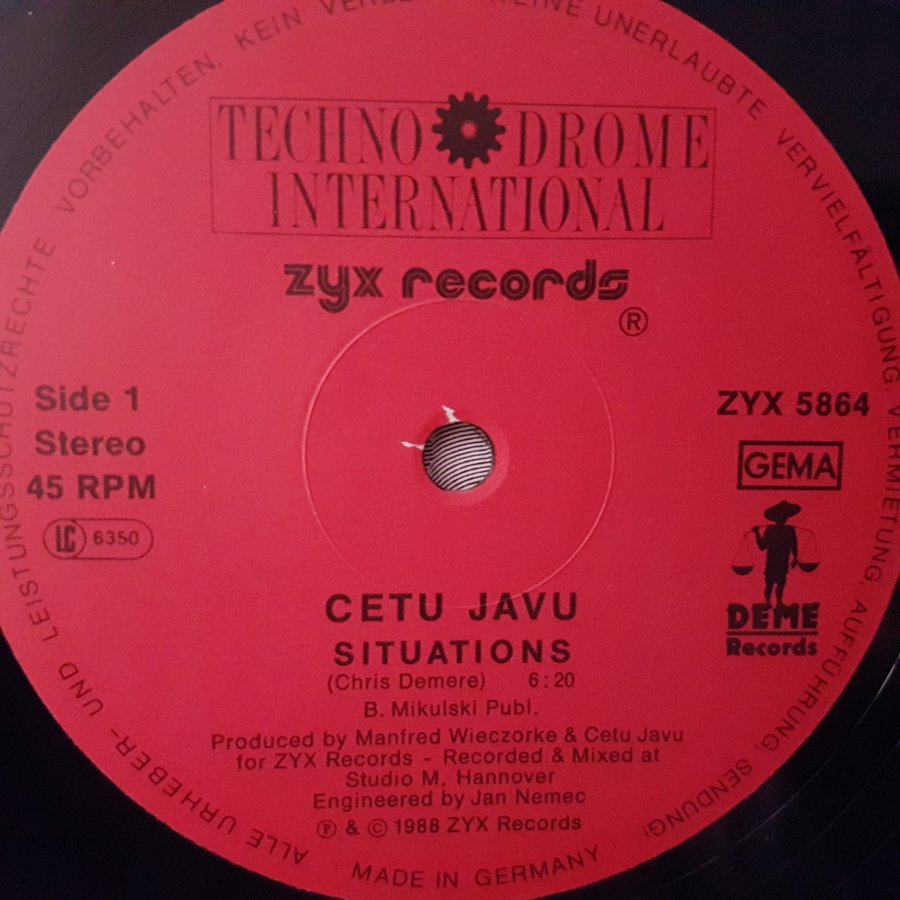 ALLE URHEBER- UND LEISTUNGSSCHUTZRECHTE VORBEHALTEN, KEIN UNERLAUBTE VERVIELFÄLTIGUNG, VERMIETUNG, AUFFÜHRUNG, SENDUNG!
TECHNO DROME
INTERNATIONAL
zyx records
®
Side 1
Stereo
45 RPM
LC 6350
ZYX 5864
GEMA
DEME
Records
CETU JAVU
SITUATIONS
(Chris Demere) 6:20
B. Mikulski Publ.
Produced by Manfred Wieczorke & Cetu Javu
for ZYX Records - Recorded & Mixed at
Studio M, Hannover
Engineered by Jan Nemec
℗ & © 1988 ZYX Records
MADE IN GERMANY